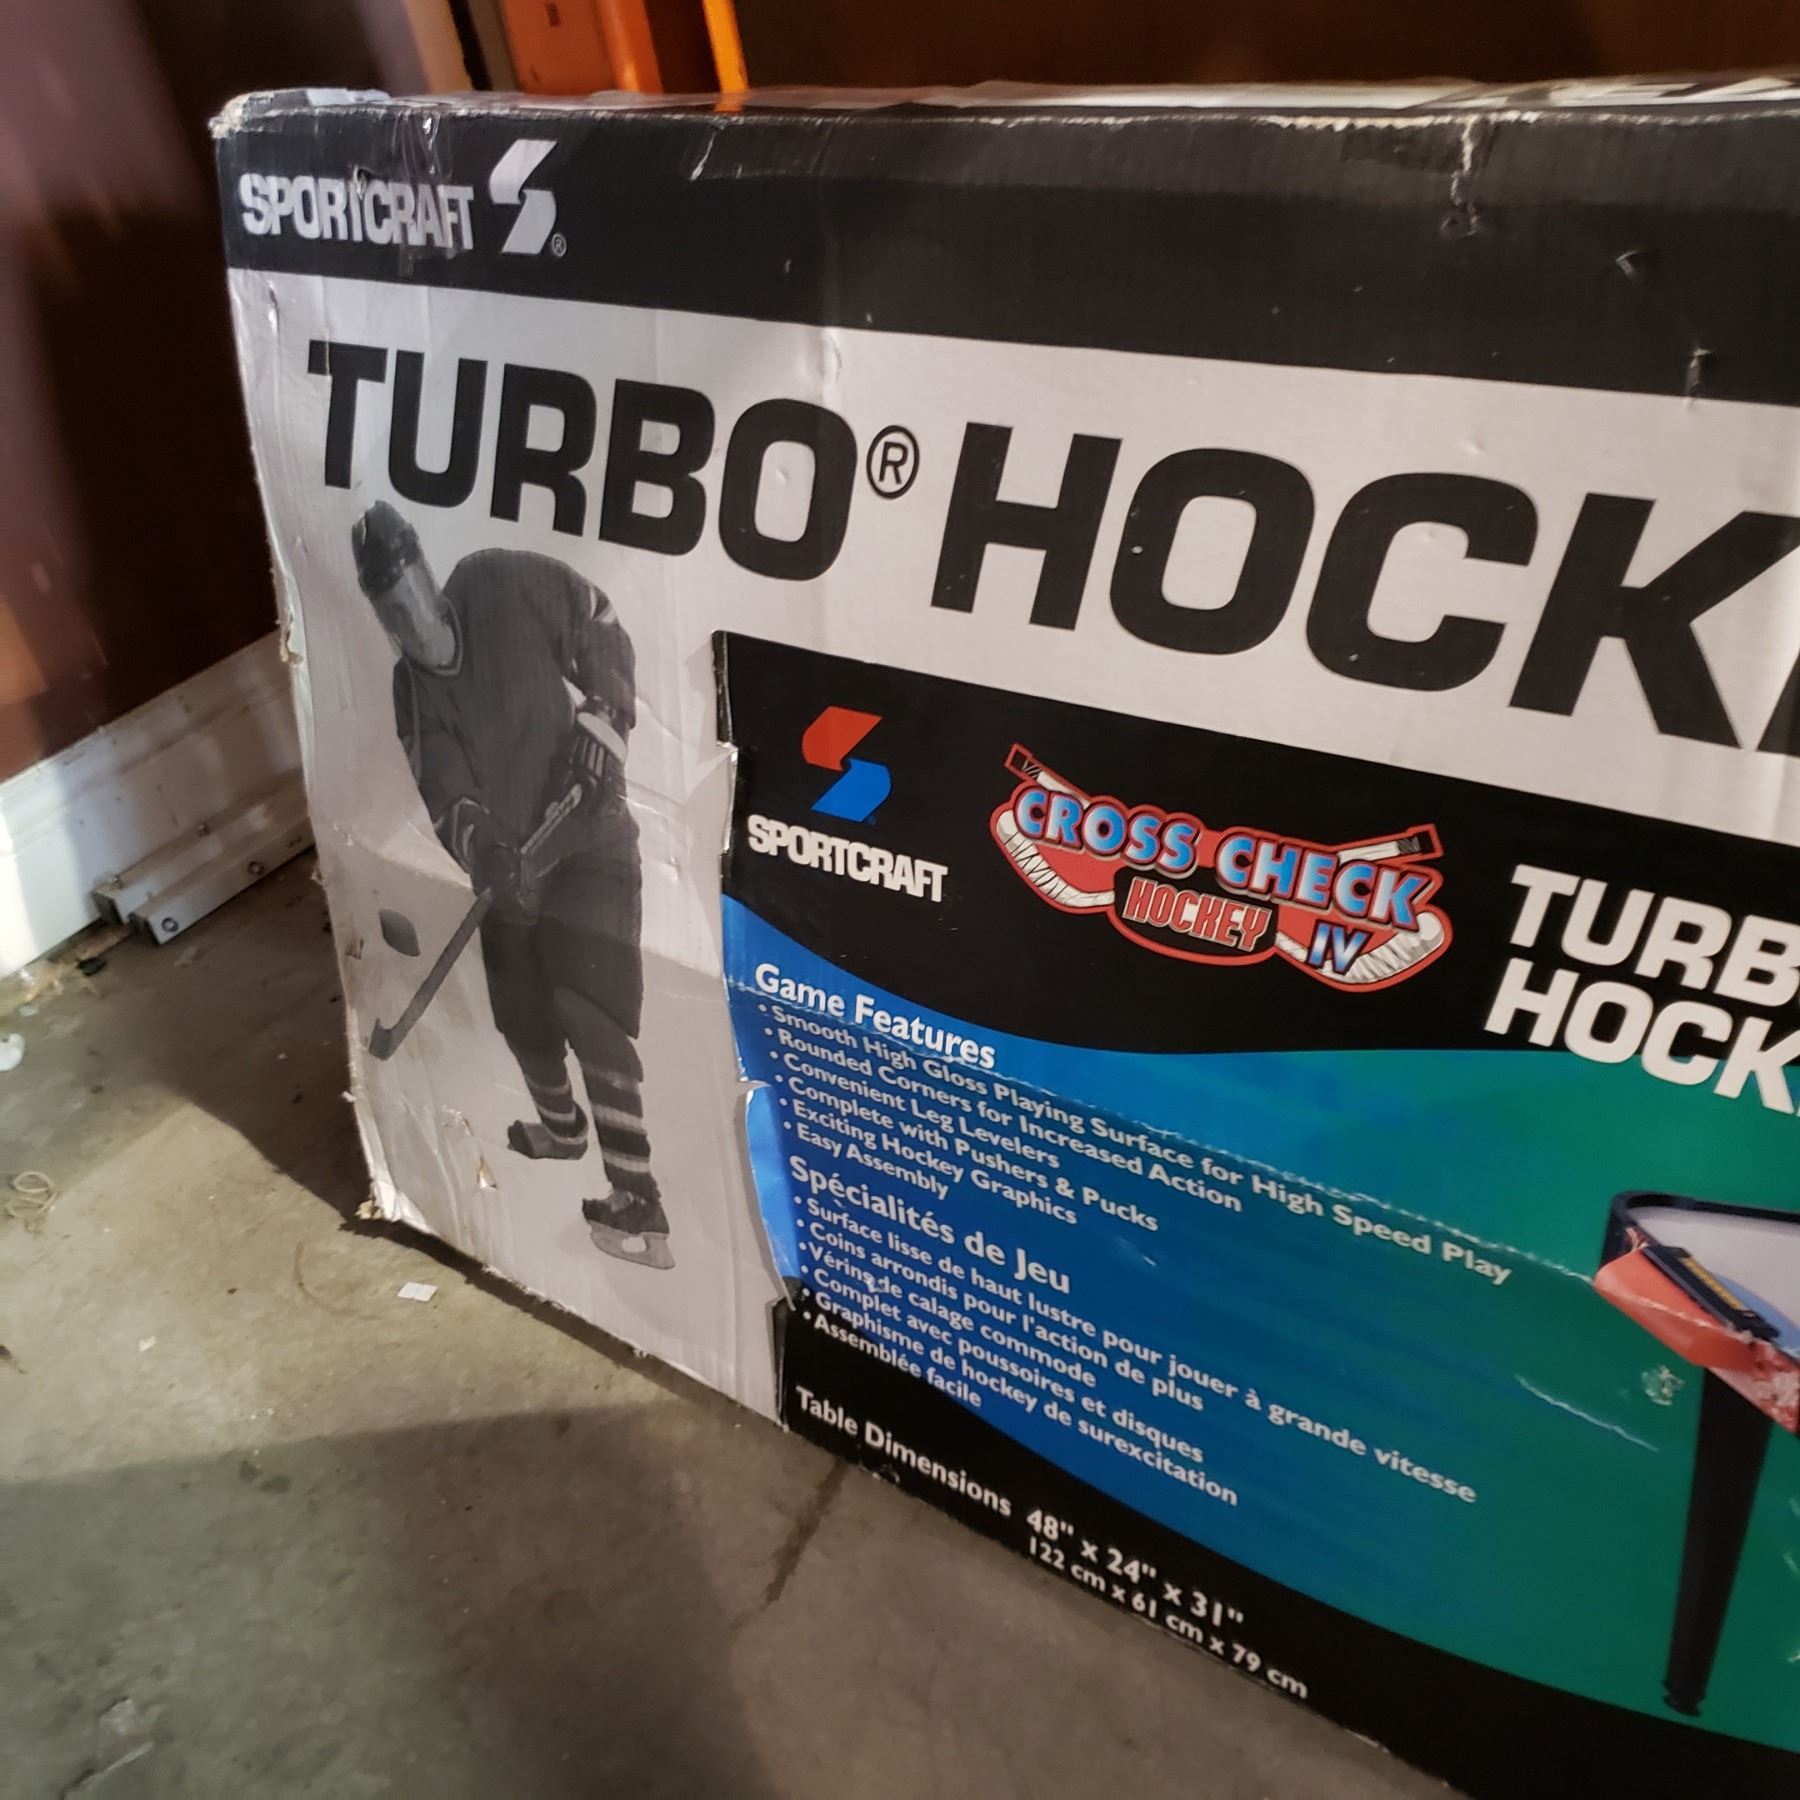 SPORTCRAFT ®
TURBO® HOCK
SPORTCRAFT
CROSS CHECK
HOCKEY
IV
TURB
HOCK
Game Features
• Smooth High Gloss Playing Surface for High Speed Play
• Rounded Corners for Increased Action
• Convenient Leg Levelers
• Complete with Pushers & Pucks
• Exciting Hockey Graphics
• Easy Assembly
Spécialités de Jeu
• Surface lisse de haut lustre pour jouer à grande vitesse
• Coins arrondis pour l'action de plus
• Vérins de calage commode
• Complet avec poussoires et disques
• Graphisme de hockey de surexcitation
• Assemblée facile
Table Dimensions 48" x 24" x 31"
122 cm x 61 cm x 79 cm